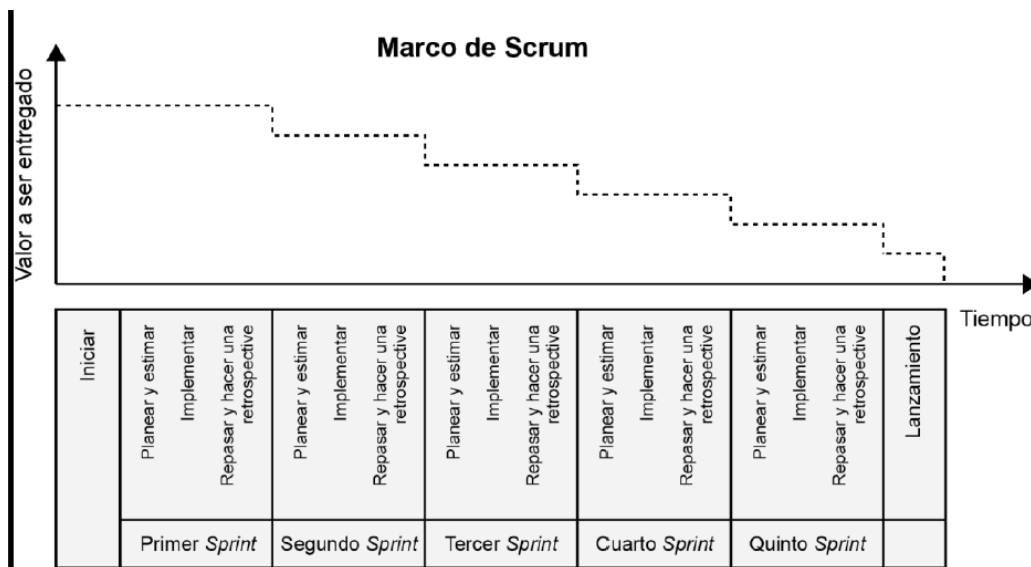 Marco de Scrum
Valor a ser entregado
Tiempo
Iniciar
Planear y estimar
Implementar
Repasar y hacer una
retrospective
Primer Sprint
Planear y estimar
Implementar
Repasar y hacer una
retrospective
Segundo Sprint
Planear y estimar
Implementar
Repasar y hacer una
retrospective
Tercer Sprint
Planear y estimar
Implementar
Repasar y hacer una
retrospective
Cuarto Sprint
Planear y estimar
Implementar
Repasar y hacer una
retrospective
Quinto Sprint
Lanzamiento